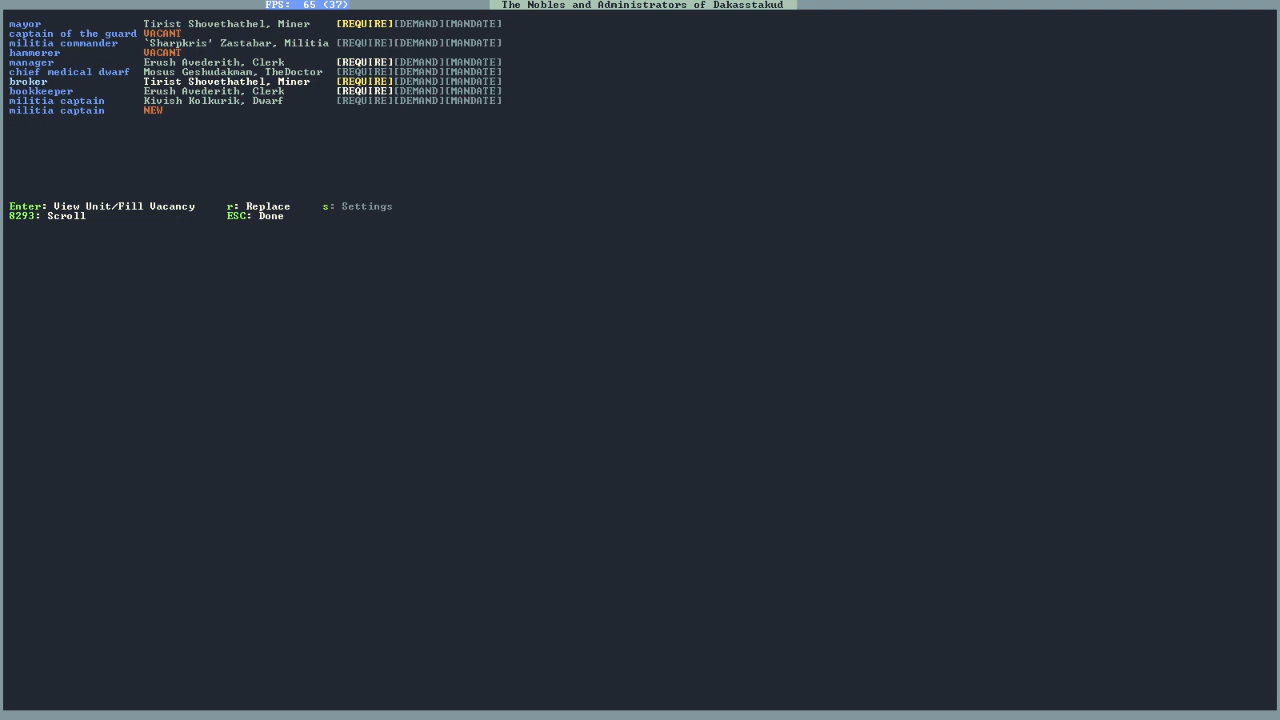 FPS: 65 (37) The Nobles and Administrators of Dakasstakud
mayor Tirist Shovethathel, Miner [REQUIRE][DEMAND][MANDATE]
captain of the guard VACANT
militia commander `Sharpkris' Zastabar, Militia [REQUIRE][DEMAND][MANDATE]
hammerer VACANT
manager Erush Avederith, Clerk [REQUIRE][DEMAND][MANDATE]
chief medical dwarf Mosus Geshudakmam, TheDoctor [REQUIRE][DEMAND][MANDATE]
broker Tirist Shovethathel, Miner [REQUIRE][DEMAND][MANDATE]
bookkeeper Erush Avederith, Clerk [REQUIRE][DEMAND][MANDATE]
militia captain Kivish Kolkurik, Dwarf [REQUIRE][DEMAND][MANDATE]
militia captain NEW
Enter: View Unit/Fill Vacancy r: Replace s: Settings
8293: Scroll ESC: Done